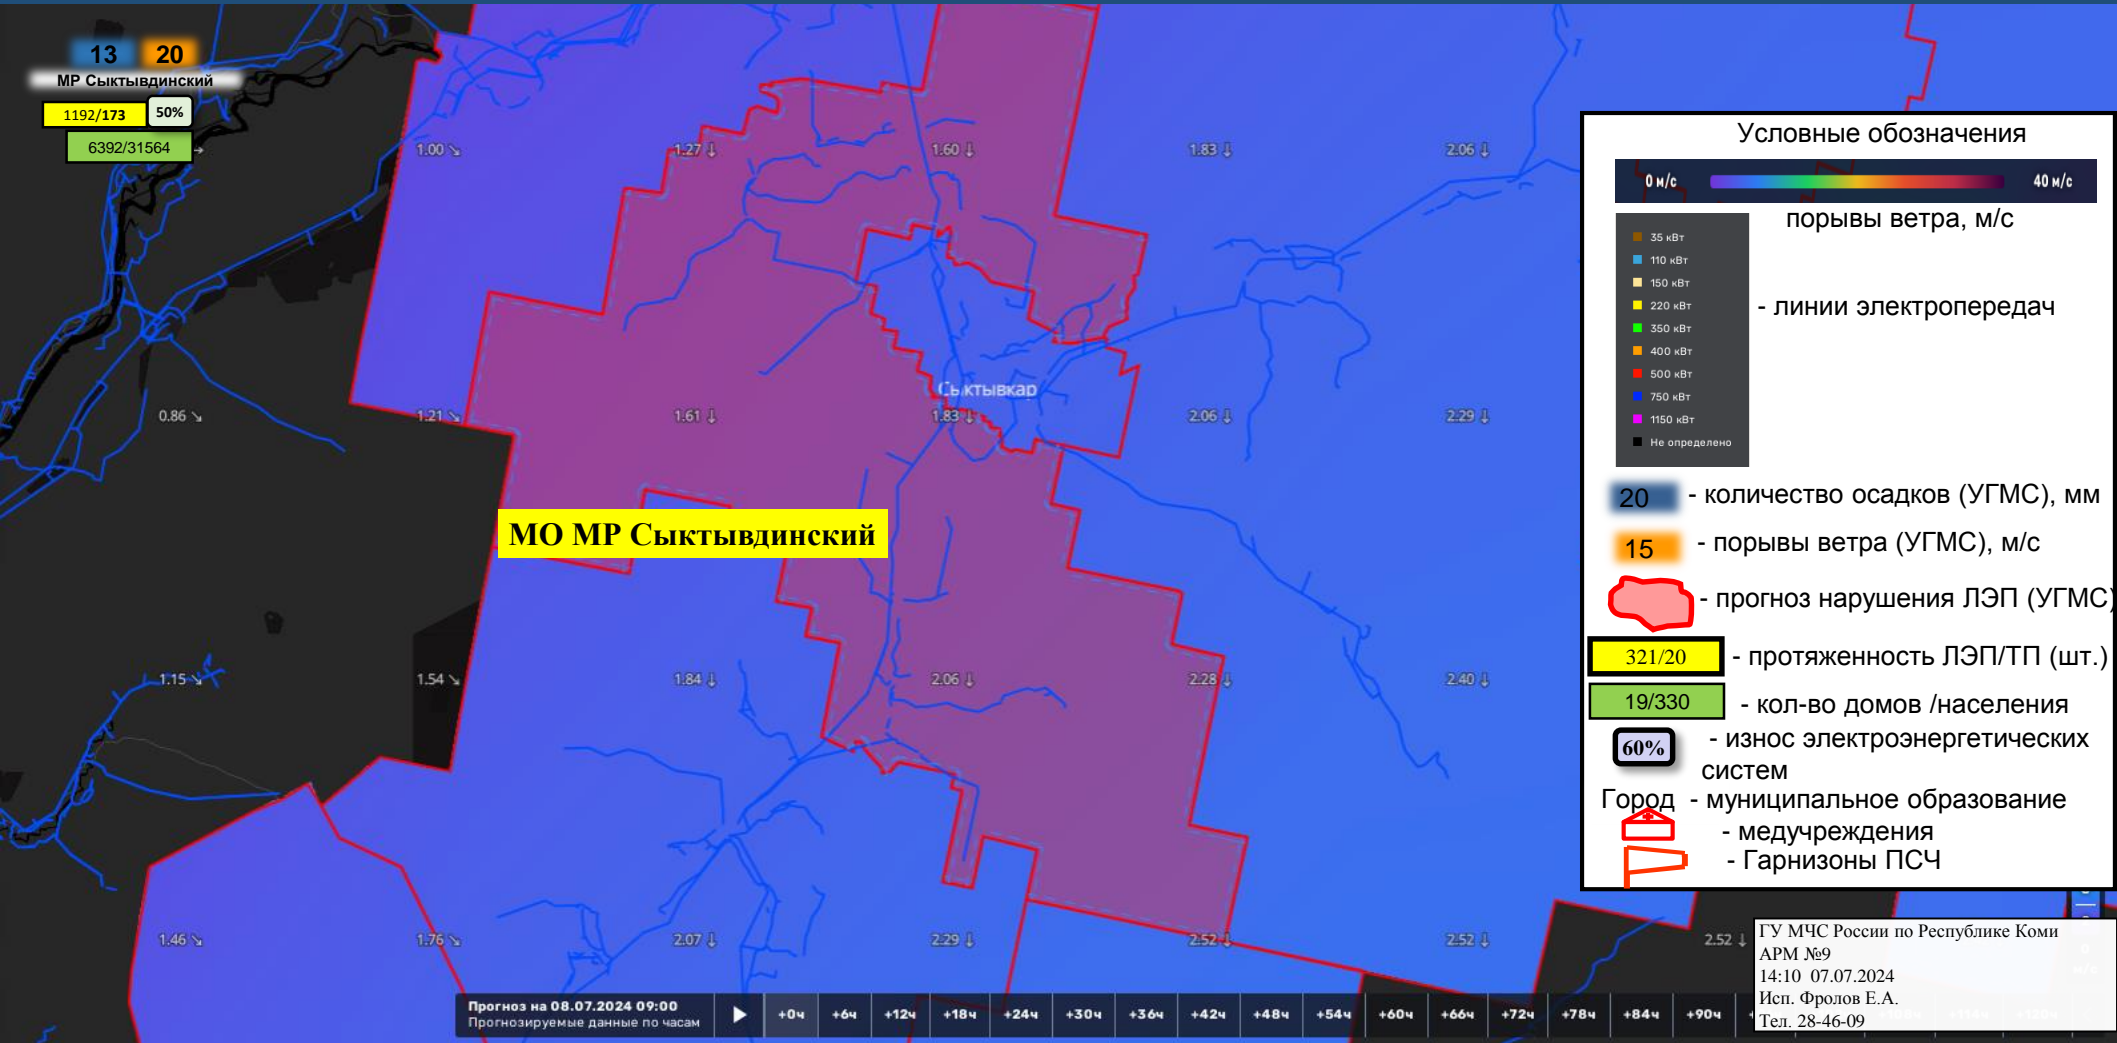 13 20
МР Сыктывдинский
1192/173 50%
6392/31564
1.00 ↘ 1.27 ↓ 1.60 ↓ 1.83 ↓ 2.06 ↓
Сыктывкар
0.86 ↘ 1.21 ↘ 1.61 ↓ 1.83 ↓ 2.06 ↓ 2.29 ↓
МО МР Сыктывдинский
1.15 ↘ 1.54 ↘ 1.84 ↓ 2.06 ↓ 2.28 ↓ 2.40 ↓
1.46 ↘ 1.76 ↘ 2.07 ↓ 2.29 ↓ 2.52 ↓ 2.52 ↓ 2.52 ↓
Условные обозначения
0 м/с 40 м/с
порывы ветра, м/с
35 кВт
110 кВт
150 кВт
220 кВт
350 кВт
400 кВт
500 кВт
750 кВт
1150 кВт
Не определено
- линии электропередач
20 - количество осадков (УГМС), мм
15 - порывы ветра (УГМС), м/с
- прогноз нарушения ЛЭП (УГМС)
321/20 - протяженность ЛЭП/ТП (шт.)
19/330 - кол-во домов /населения
60% - износ электроэнергетических
систем
Город - муниципальное образование
- медучреждения
- Гарнизоны ПСЧ
ГУ МЧС России по Республике Коми
АРМ №9
14:10 07.07.2024
Исп. Фролов Е.А.
Тел. 28-46-09
Прогноз на 08.07.2024 09:00
Прогнозируемые данные по часам
+0ч +6ч +12ч +18ч +24ч +30ч +36ч +42ч +48ч +54ч +60ч +66ч +72ч +78ч +84ч +90ч